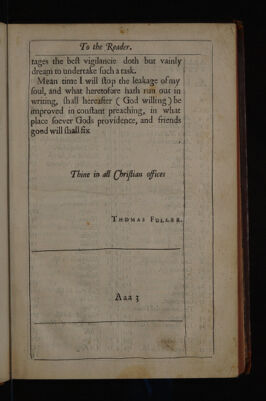 To the Reader.
tages the beſt vigilancie doth but vainly
dream to undertake ſuch a task.
Mean time I will ſtop the leakage of my
ſoul, and what heretofore hath run out in
writing, ſhall hereafter ( God willing ) be
improved in conſtant preaching, in what
place ſoever Gods providence, and friends
good will ſhall fix
Thine in all Chriſtian offices
THOMAS FULLER.
Aaa 3